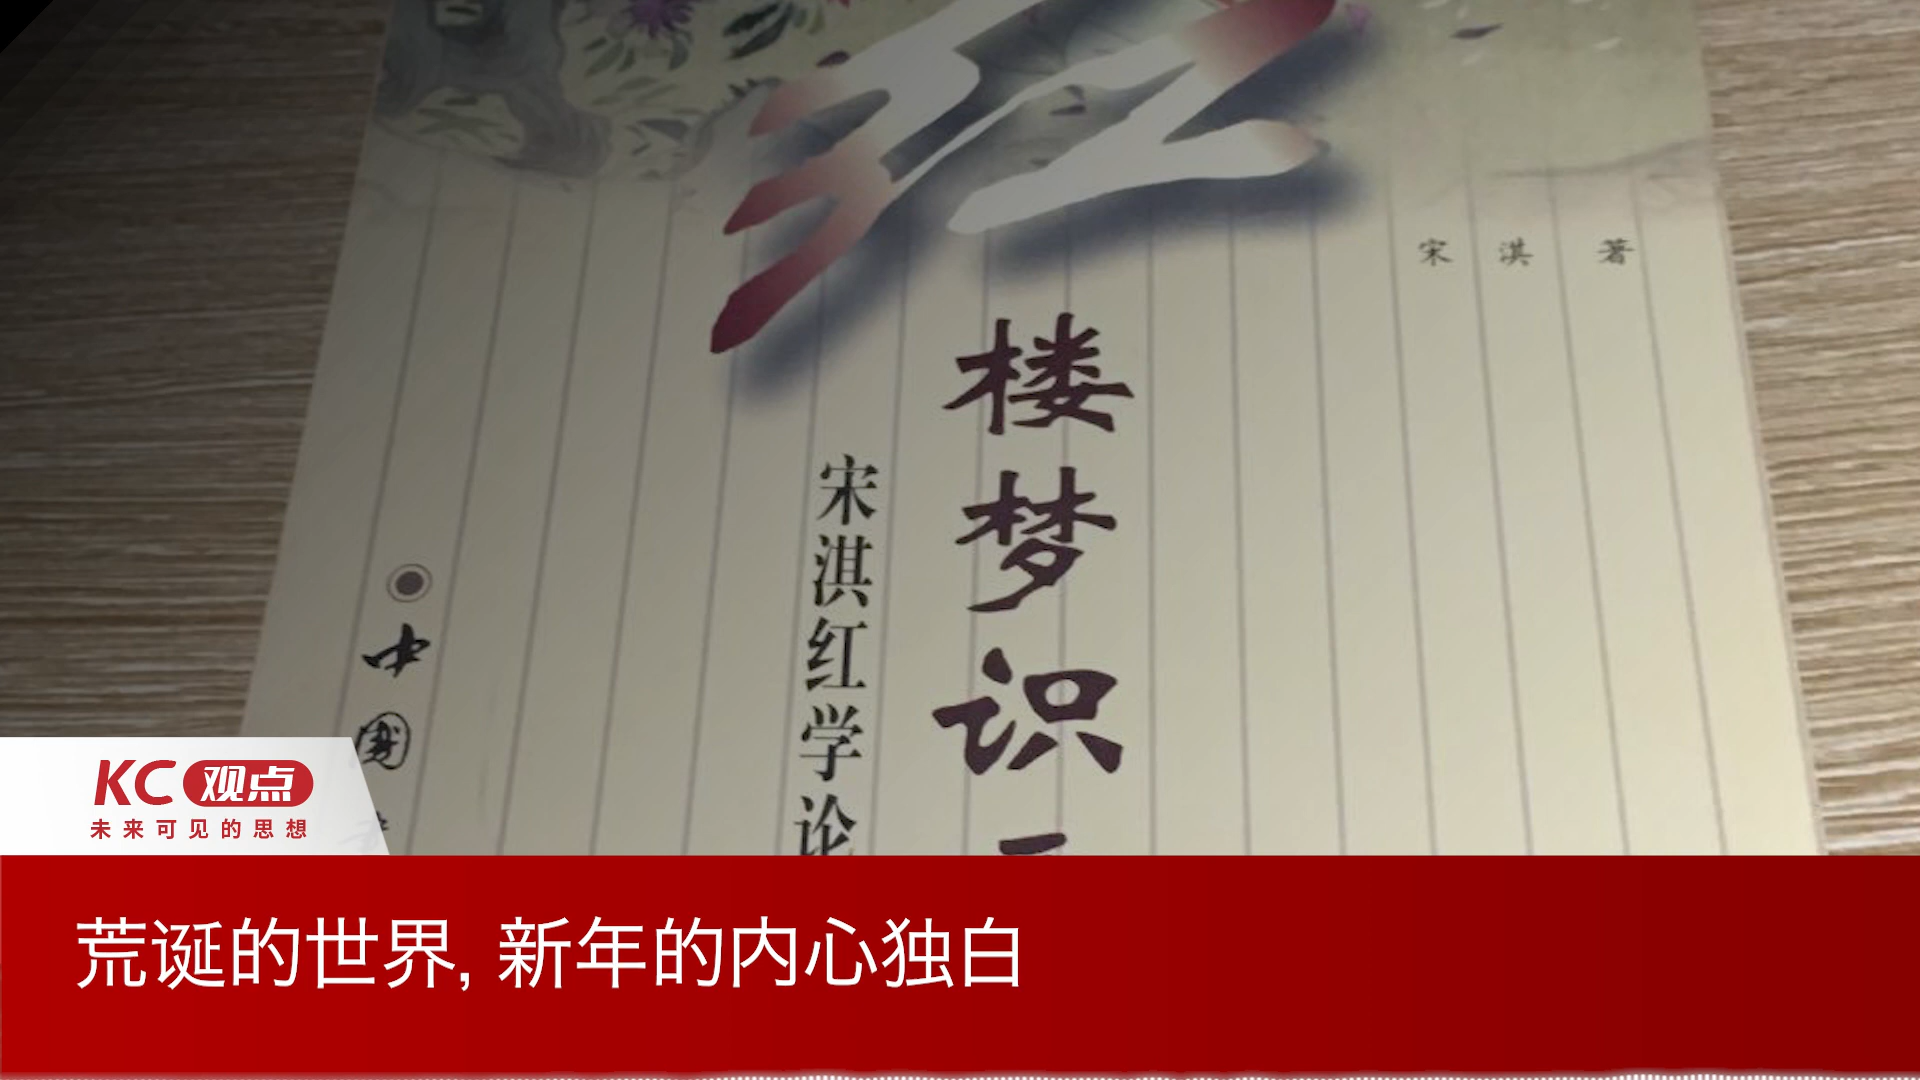 红
楼梦识
宋淇红学论
宋淇 著
中国
KC 观点
未来可见的思想
荒诞的世界, 新年的内心独白